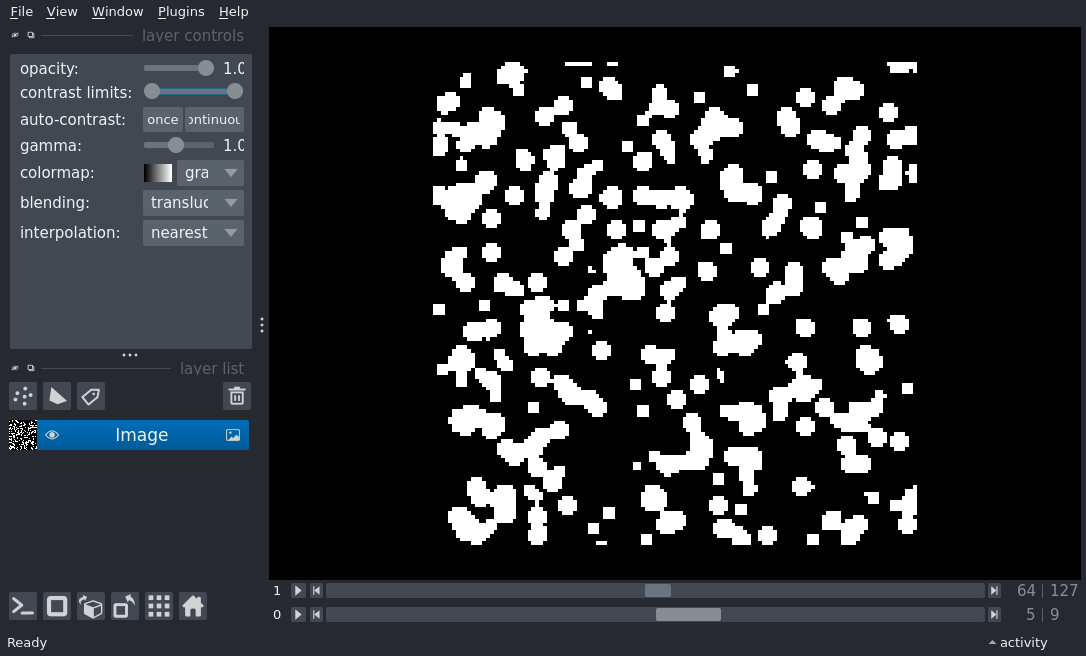 File View Window Plugins Help
layer controls
opacity: 1.0
contrast limits:
auto-contrast: once ontinuou
gamma: 1.0
colormap: gra
blending: transluc
interpolation: nearest
layer list
Image
1 64 | 127
0 5 | 9
Ready activity